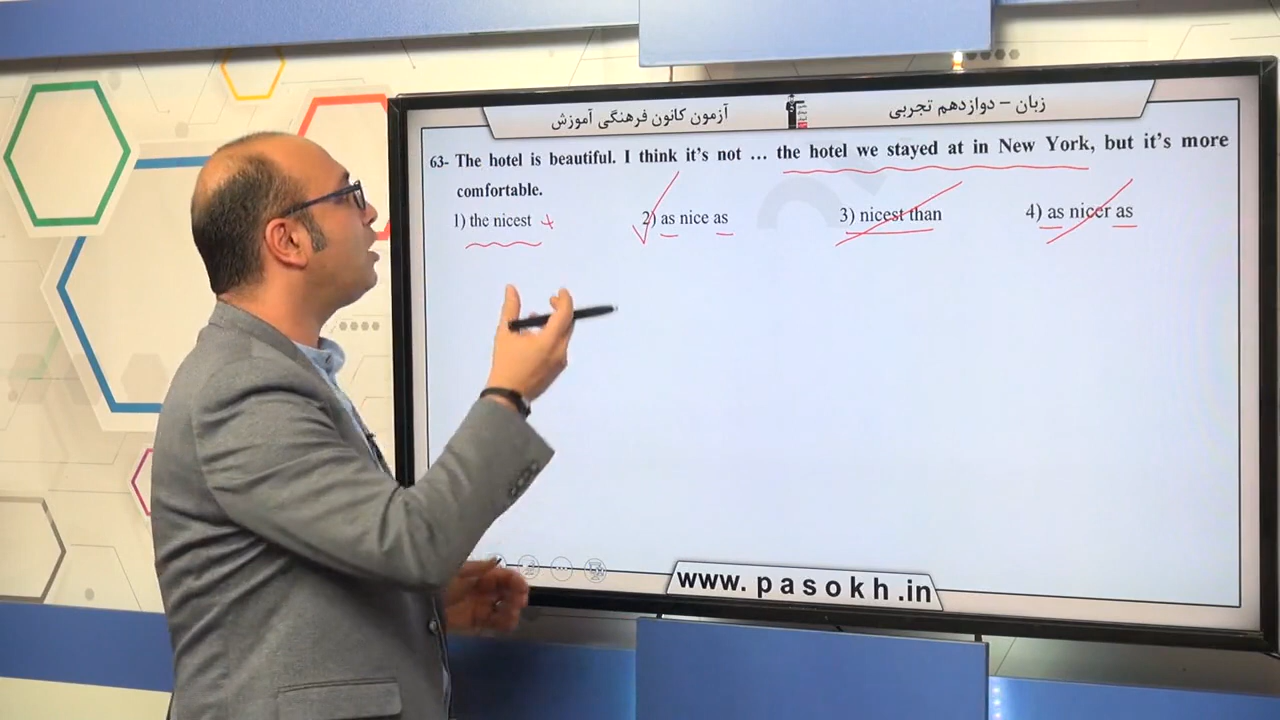 زبان – دوازدهم تجربی
آزمون کانون فرهنگی آموزش
63- The hotel is beautiful. I think it's not … the hotel we stayed at in New York, but it's more
comfortable.
1) the nicest 2) as nice as 3) nicest than 4) as nicer as
www.pasokh.in